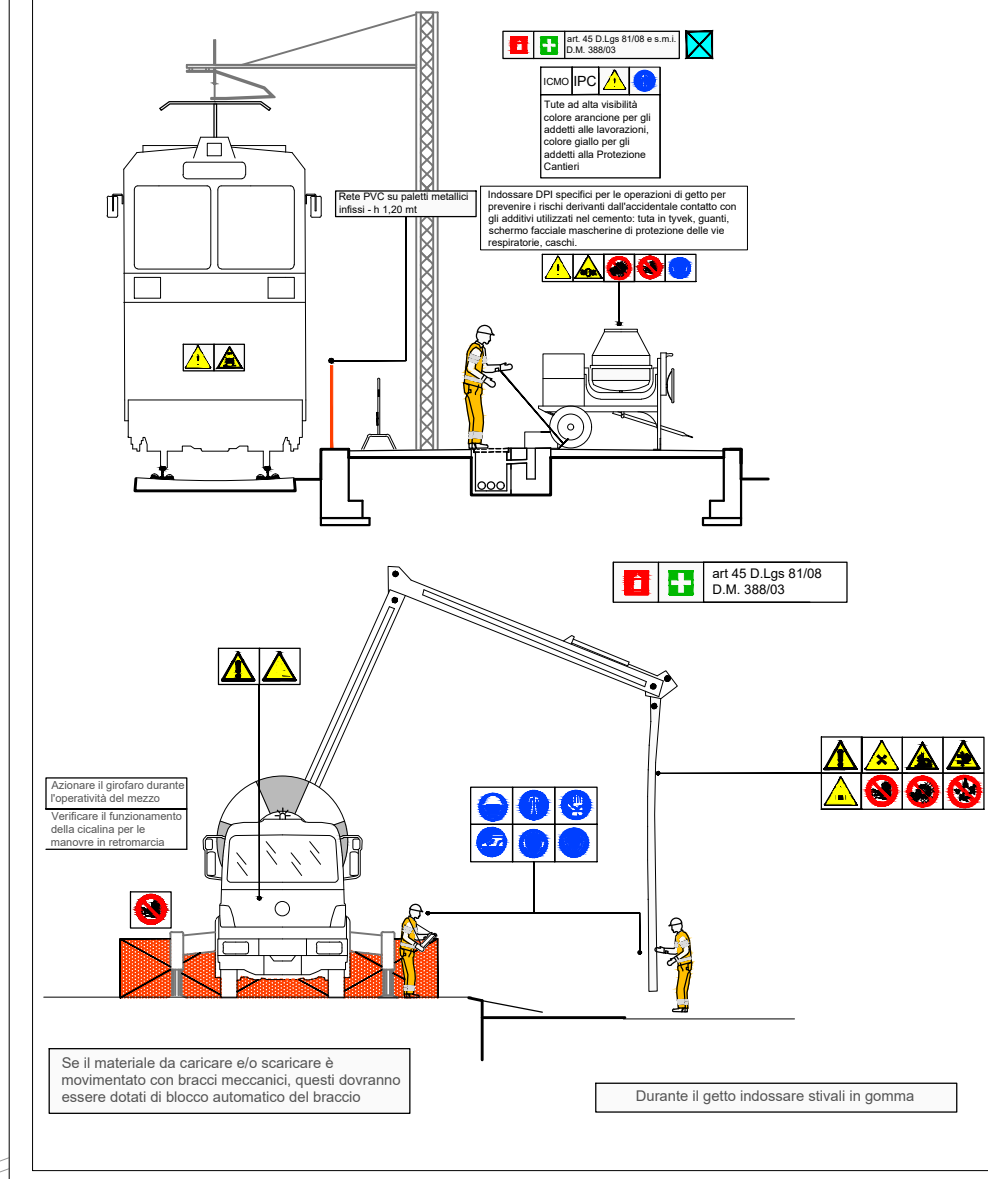 art. 45 D.Lgs 81/08 e s.m.i.
D.M. 388/03
ICMO IPC
Tute ad alta visibilità
colore arancione per gli
addetti alle lavorazioni,
colore giallo per gli
addetti alla Protezione
Cantieri
Rete PVC su paletti metallici
infissi - h 1,20 mt
Indossare DPI specifici per le operazioni di getto per
prevenire i rischi derivanti dall'accidentale contatto con
gli additivi utilizzati nel cemento: tuta in tyvek, guanti,
schermo facciale mascherine di protezione delle vie
respiratorie, caschi.
art 45 D.Lgs 81/08
D.M. 388/03
Azionare il girofaro durante
l'operatività del mezzo
Verificare il funzionamento
della cicalina per le
manovre in retromarcia
Se il materiale da caricare e/o scaricare è
movimentato con bracci meccanici, questi dovranno
essere dotati di blocco automatico del braccio
Durante il getto indossare stivali in gomma